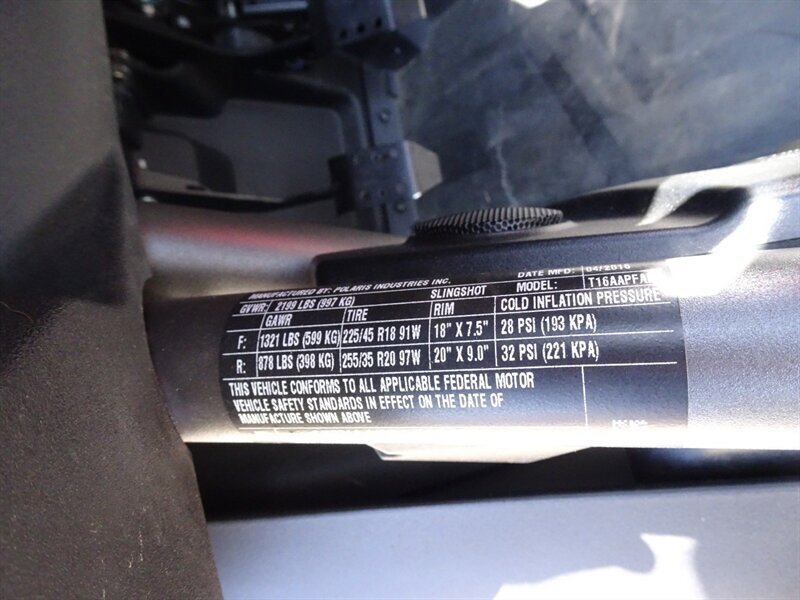 MANUFACTURED BY: POLARIS INDUSTRIES INC. DATE MFD: 04/2016
GVWR: 2199 LBS (997 KG) SLINGSHOT MODEL: T16AAPFA
GAWR TIRE RIM COLD INFLATION PRESSURE
F: 1321 LBS (599 KG) 225/45 R18 91W 18" X 7.5" 28 PSI (193 KPA)
R: 878 LBS (398 KG) 255/35 R20 97W 20" X 9.0" 32 PSI (221 KPA)
THIS VEHICLE CONFORMS TO ALL APPLICABLE FEDERAL MOTOR
VEHICLE SAFETY STANDARDS IN EFFECT ON THE DATE OF
MANUFACTURE SHOWN ABOVE